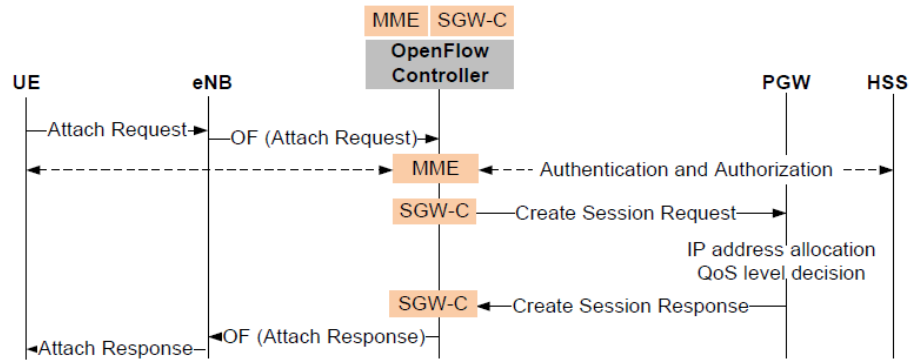 MME SGW-C
OpenFlow
Controller
UE eNB PGW HSS
Attach Request
OF (Attach Request)
MME Authentication and Authorization
SGW-C Create Session Request
IP address allocation
QoS level decision
SGW-C Create Session Response
OF (Attach Response)
Attach Response